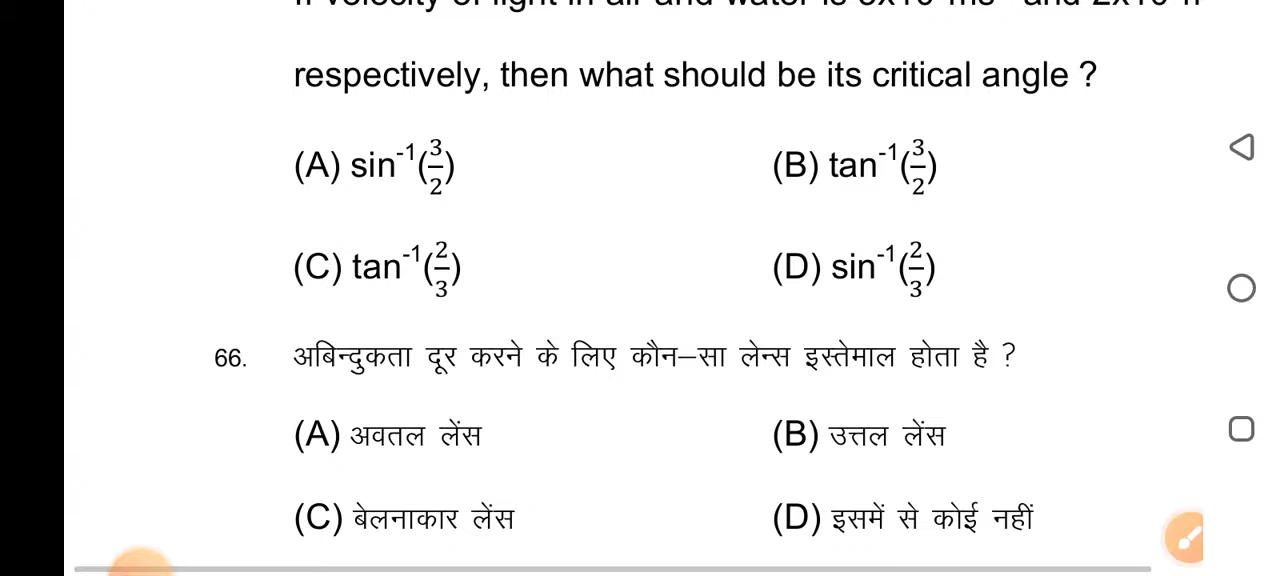 respectively, then what should be its critical angle ?
(A) sin⁻¹(3/2) (B) tan⁻¹(3/2)
(C) tan⁻¹(2/3) (D) sin⁻¹(2/3)
66. अबिन्दुकता दूर करने के लिए कौन–सा लेन्स इस्तेमाल होता है ?
(A) अवतल लेंस (B) उत्तल लेंस
(C) बेलनाकार लेंस (D) इसमें से कोई नहीं